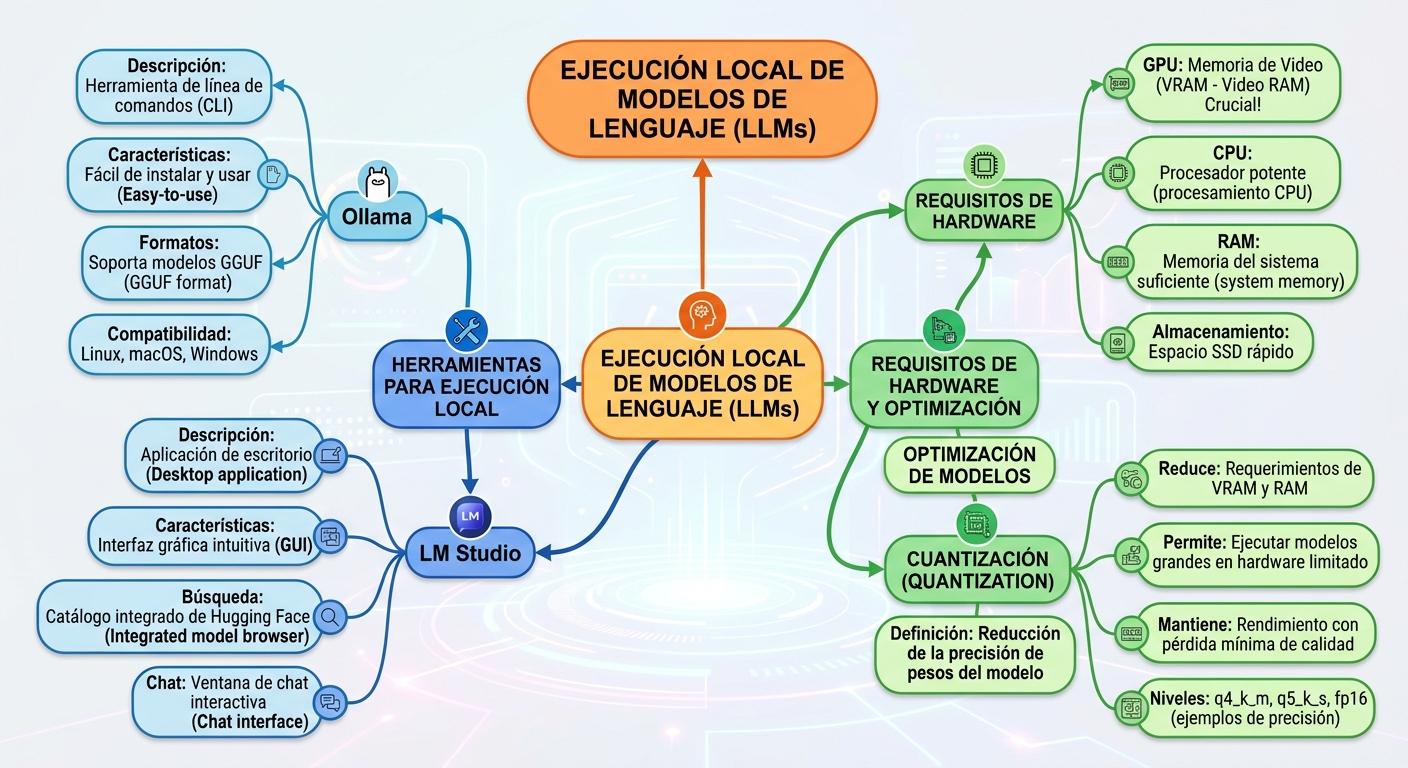 EJECUCIÓN LOCAL DE
MODELOS DE
LENGUAJE (LLMs)
EJECUCIÓN LOCAL
DE MODELOS DE
LENGUAJE (LLMs)
HERRAMIENTAS
PARA EJECUCIÓN
LOCAL
Ollama
Descripción:
Herramienta de línea de
comandos (CLI)
Características:
Fácil de instalar y usar
(Easy-to-use)
Formatos:
Soporta modelos GGUF
(GGUF format)
Compatibilidad:
Linux, macOS, Windows
LM
LM Studio
Descripción:
Aplicación de escritorio
(Desktop application)
Características:
Interfaz gráfica intuitiva (GUI)
Búsqueda:
Catálogo integrado de Hugging Face
(Integrated model browser)
Chat: Ventana de chat
interactiva
(Chat interface)
REQUISITOS DE
HARDWARE
Y OPTIMIZACIÓN
REQUISITOS DE
HARDWARE
GPU: Memoria de Video
(VRAM - Video RAM)
Crucial!
CPU:
Procesador potente
(procesamiento CPU)
RAM:
Memoria del sistema
suficiente (system memory)
Almacenamiento:
Espacio SSD rápido
OPTIMIZACIÓN
DE MODELOS
CUANTIZACIÓN
(QUANTIZATION)
Definición: Reducción
de la precisión de
pesos del modelo
Reduce: Requerimientos de
VRAM y RAM
Permite: Ejecutar modelos
grandes en hardware limitado
Mantiene: Rendimiento con
pérdida mínima de calidad
Niveles: q4_k_m, q5_k_s, fp16
(ejemplos de precisión)